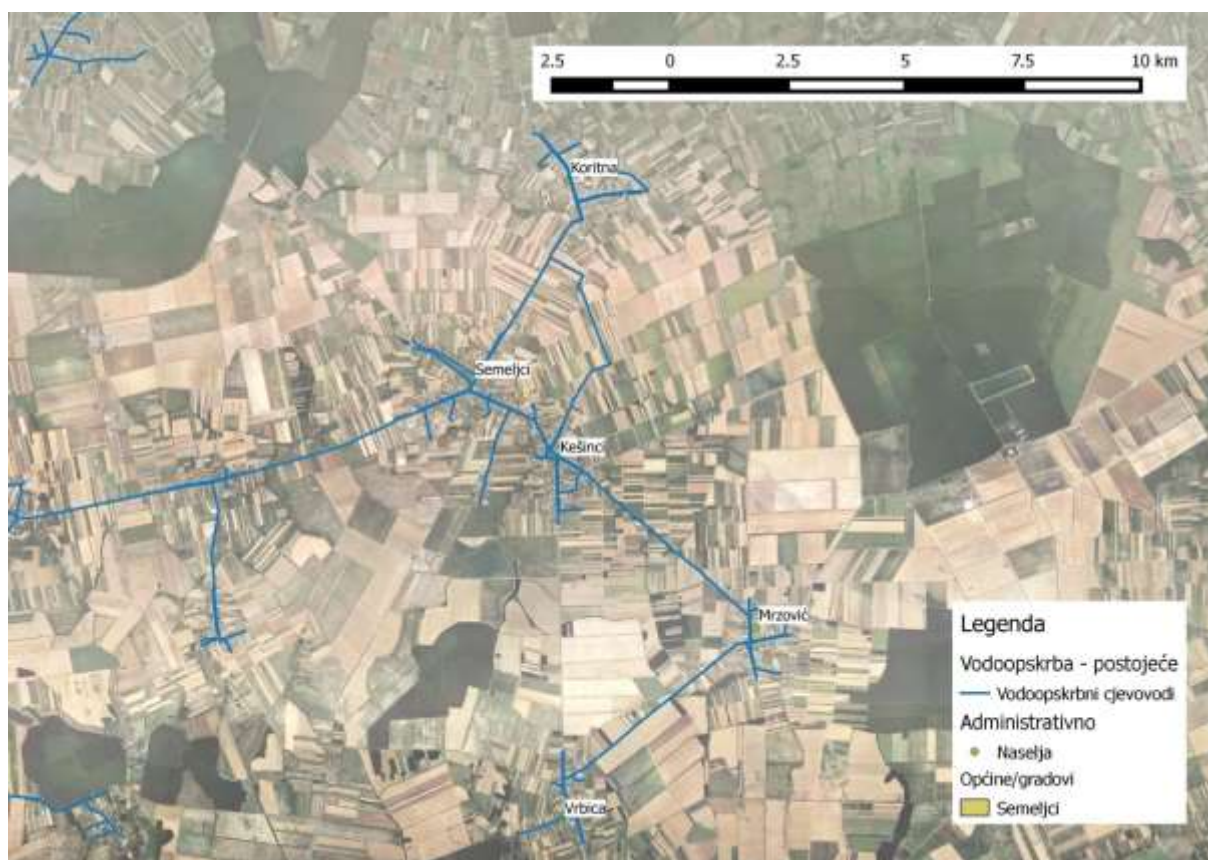 2.5 0 2.5 5 7.5 10 km
Koritna
Semeljci
Kešinci
Mrzović
Vrbica
Legenda
Vodoopskrba - postojeće
Vodoopskrbni cjevovodi
Administrativno
Naselja
Općine/gradovi
Semeljci